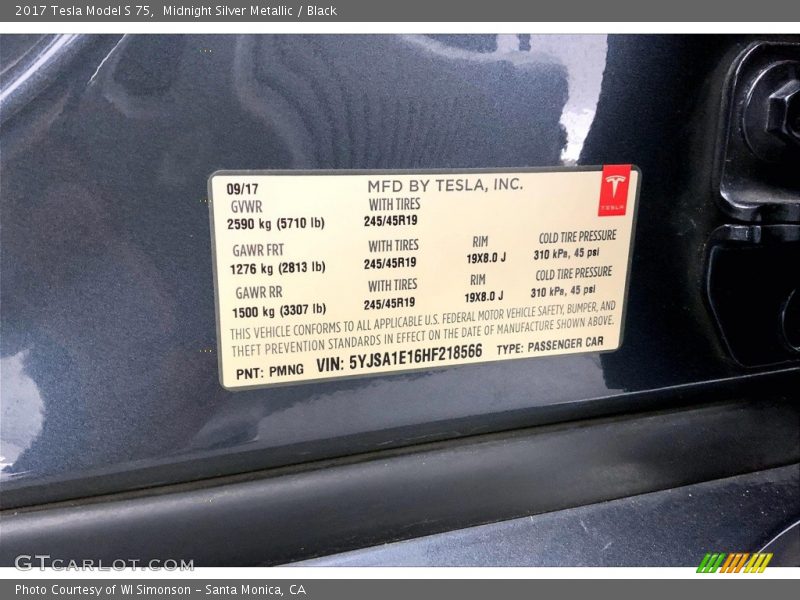 2017 Tesla Model S 75,  Midnight Silver Metallic / Black
09/17 MFD BY TESLA, INC.
TESLA
GVWR WITH TIRES
2590 kg (5710 lb) 245/45R19
GAWR FRT WITH TIRES RIM COLD TIRE PRESSURE
1276 kg (2813 lb) 245/45R19 19X8.0 J 310 kPa, 45 psi
GAWR RR WITH TIRES RIM COLD TIRE PRESSURE
1500 kg (3307 lb) 245/45R19 19X8.0 J 310 kPa, 45 psi
THIS VEHICLE CONFORMS TO ALL APPLICABLE U.S. FEDERAL MOTOR VEHICLE SAFETY, BUMPER, AND
THEFT PREVENTION STANDARDS IN EFFECT ON THE DATE OF MANUFACTURE SHOWN ABOVE.
PNT: PMNG VIN: 5YJSA1E16HF218566 TYPE: PASSENGER CAR
GTCARLOT.COM
Photo Courtesy of WI Simonson – Santa Monica, CA